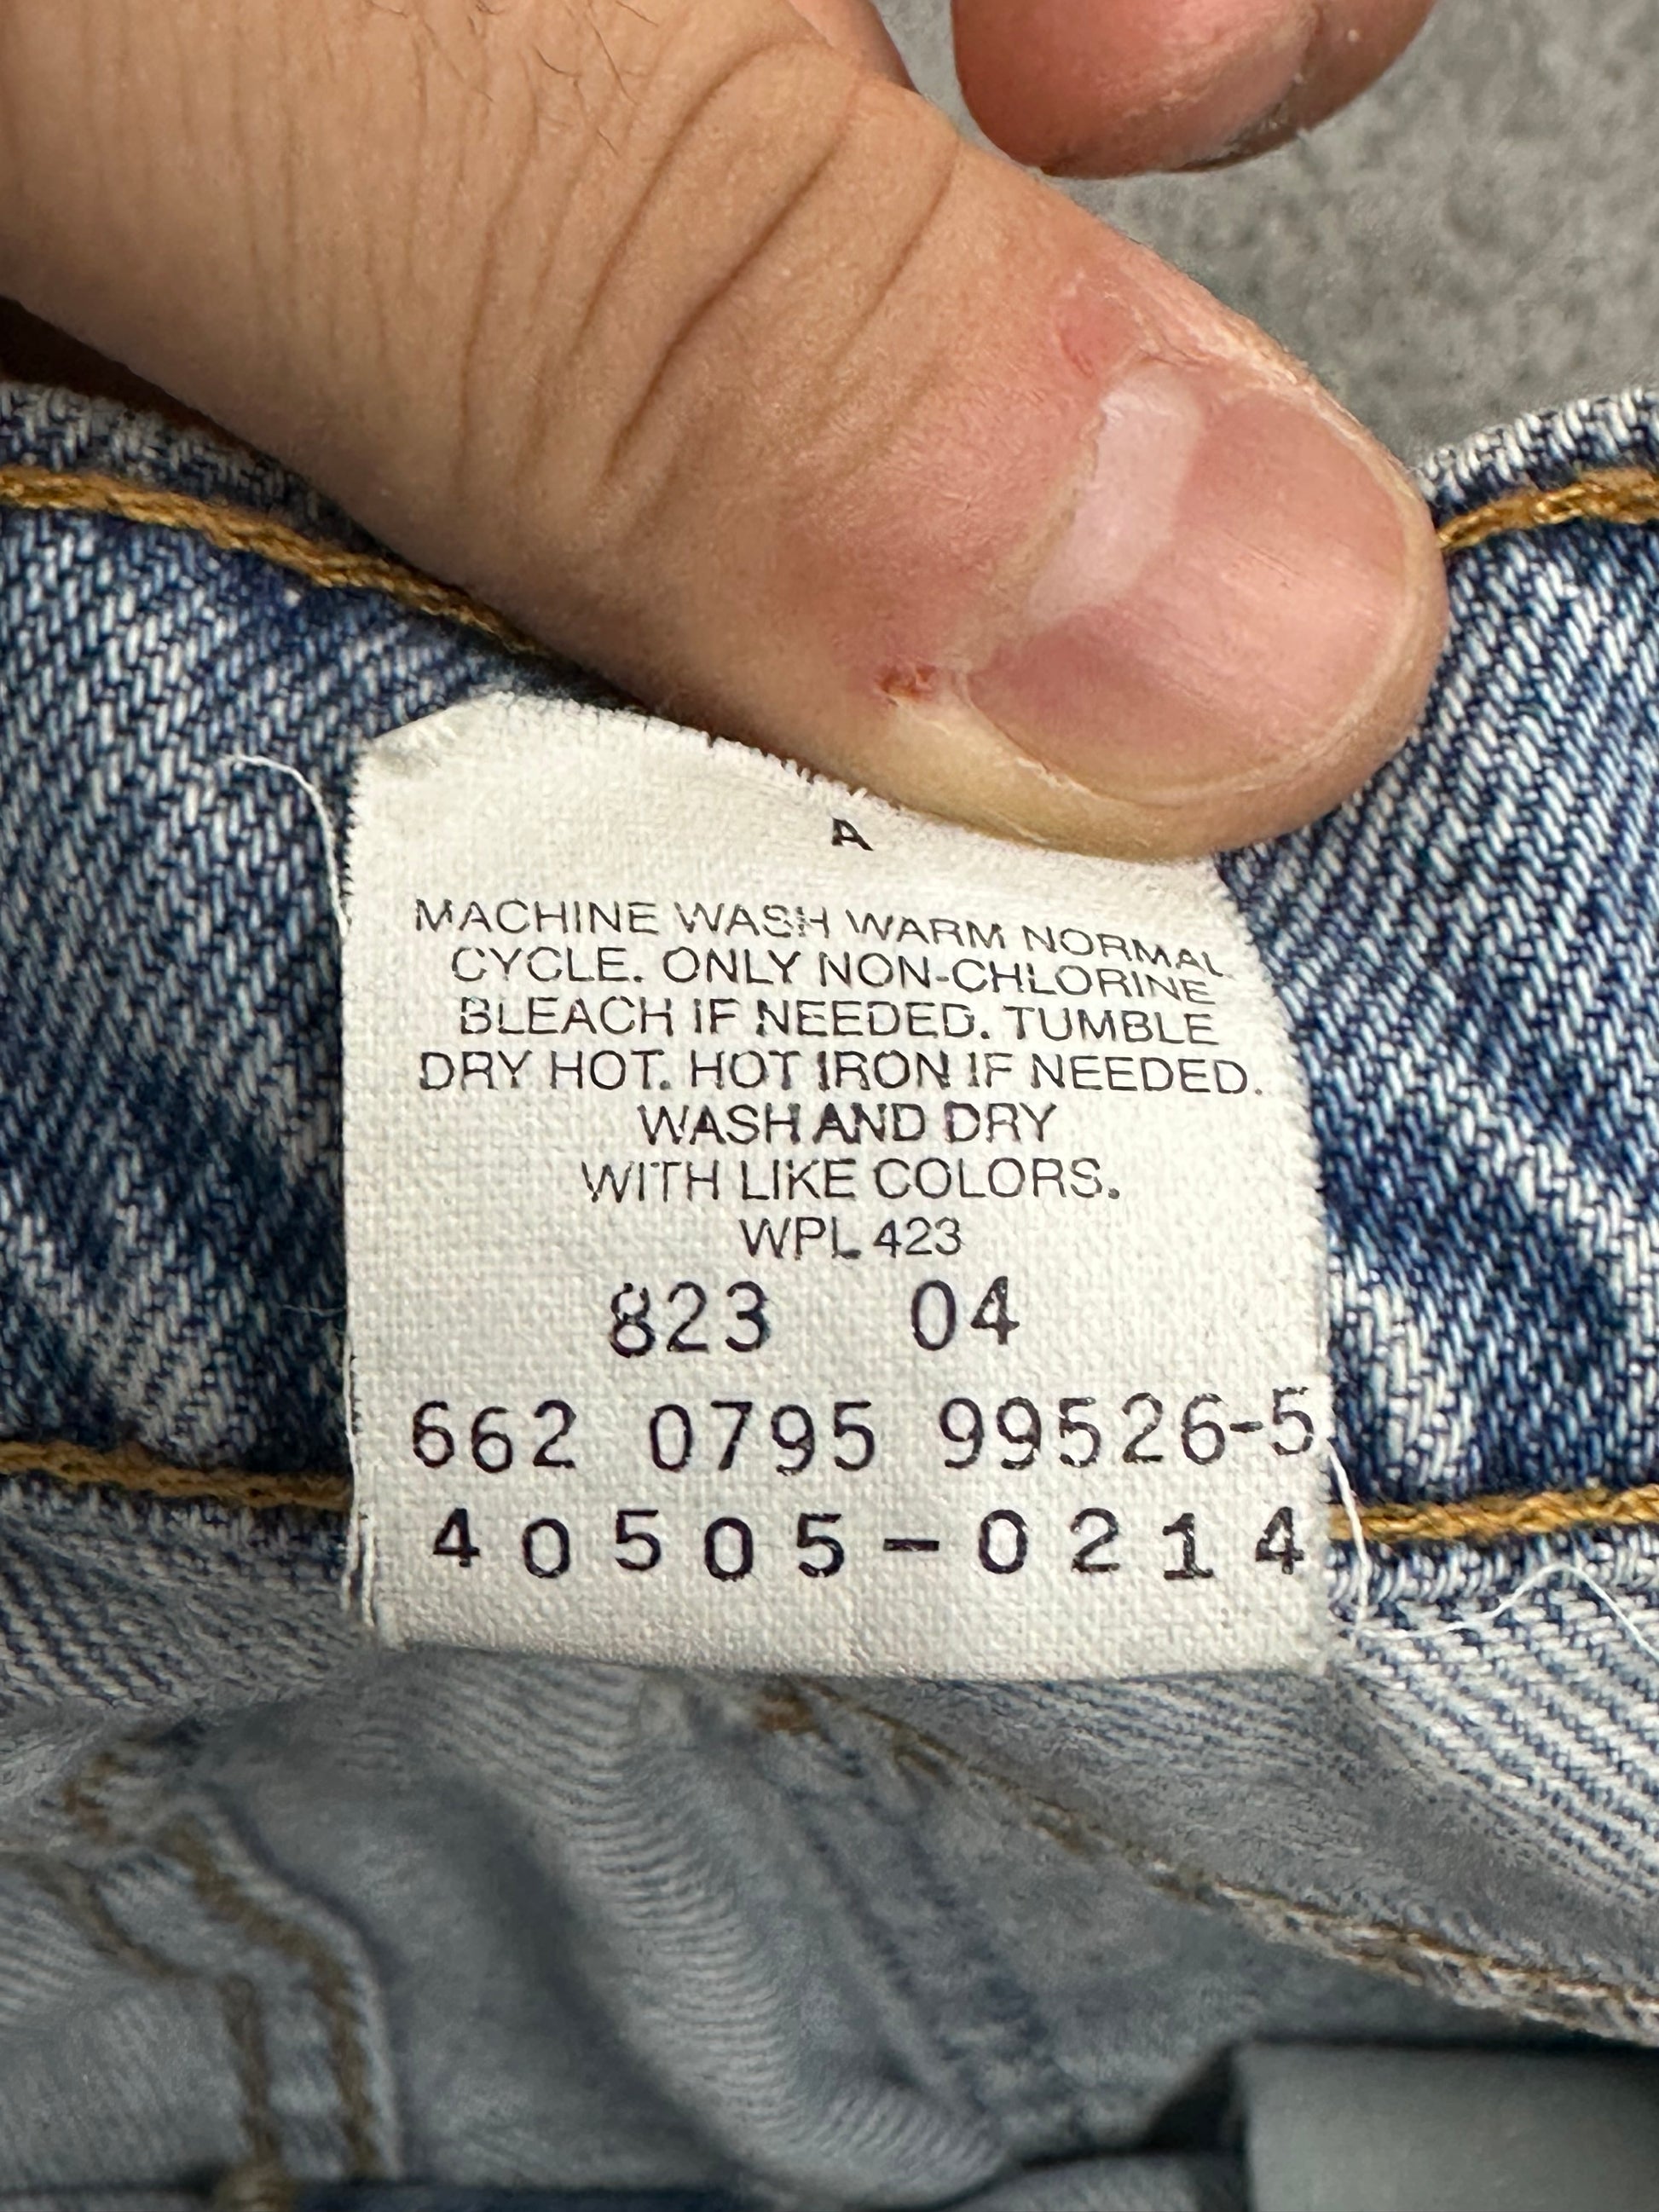 A
MACHINE WASH WARM NORMAL
CYCLE. ONLY NON-CHLORINE
BLEACH IF NEEDED. TUMBLE
DRY HOT. HOT IRON IF NEEDED.
WASH AND DRY
WITH LIKE COLORS.
WPL 423
823 04
662 0795 99526-5
40505-0214